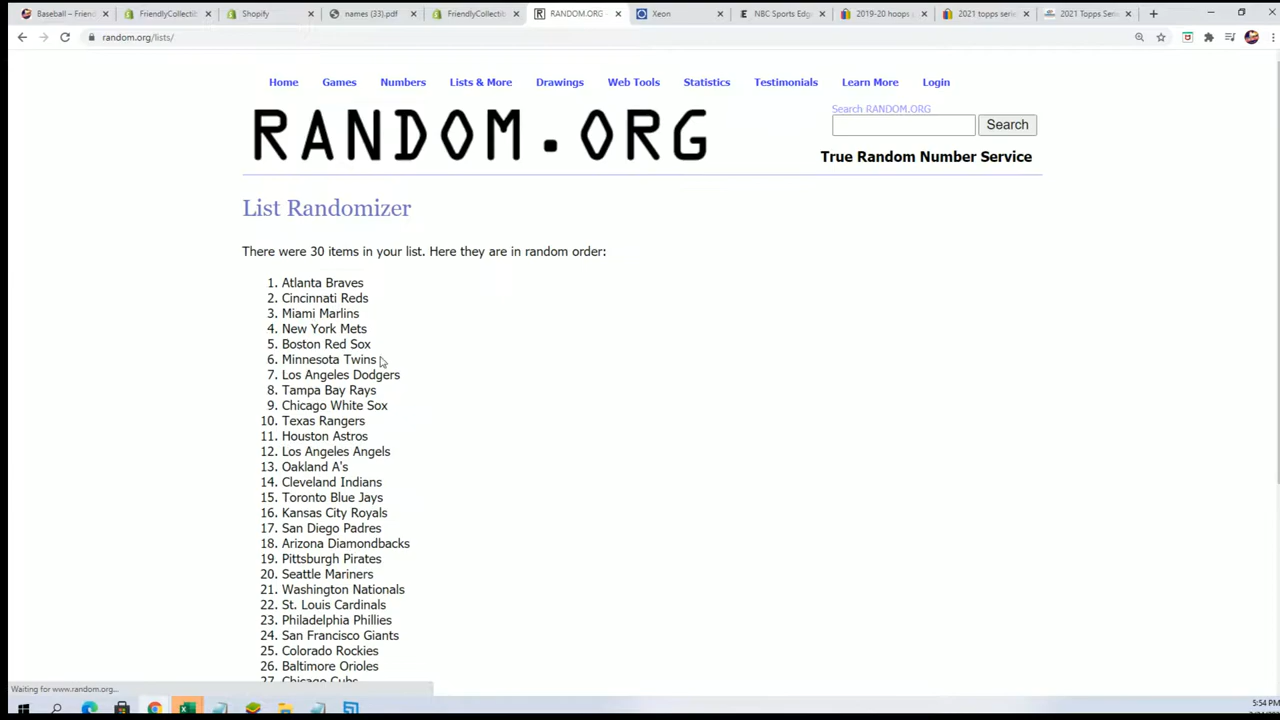 Baseball – Friend
FriendlyCollectib
Shopify
names (33).pdf
FriendlyCollectib
RANDOM.ORG -
Xeon
NBC Sports Edg
2019-20 hoops
2021 topps serie
2021 Topps Seri
random.org/lists/
Home Games Numbers Lists & More Drawings Web Tools Statistics Testimonials Learn More Login
RANDOM.ORG
Search RANDOM.ORG
Search
True Random Number Service
List Randomizer
There were 30 items in your list. Here they are in random order:
1. Atlanta Braves
2. Cincinnati Reds
3. Miami Marlins
4. New York Mets
5. Boston Red Sox
6. Minnesota Twins
7. Los Angeles Dodgers
8. Tampa Bay Rays
9. Chicago White Sox
10. Texas Rangers
11. Houston Astros
12. Los Angeles Angels
13. Oakland A's
14. Cleveland Indians
15. Toronto Blue Jays
16. Kansas City Royals
17. San Diego Padres
18. Arizona Diamondbacks
19. Pittsburgh Pirates
20. Seattle Mariners
21. Washington Nationals
22. St. Louis Cardinals
23. Philadelphia Phillies
24. San Francisco Giants
25. Colorado Rockies
26. Baltimore Orioles
27. Chicago Cubs
Waiting for www.random.org...
5:54 PM